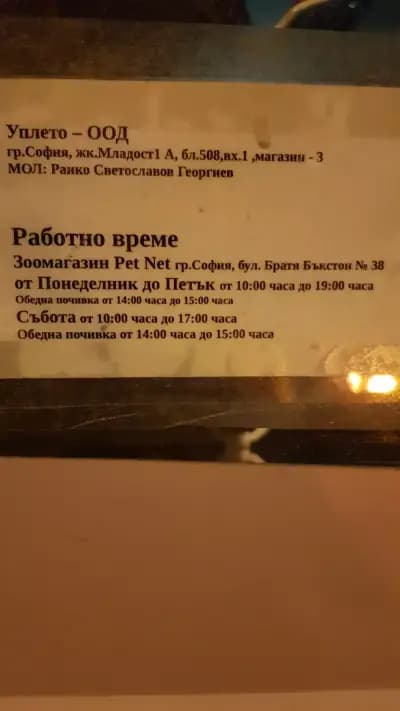 Уплето – ООД
гр.София, жк.Младост1 А, бл.508,вх.1 ,магазин - 3
МОЛ: Ранко Светославов Георгиев
Работно време
Зоомагазин Pet Net гр.София, бул. Братя Бъкстон № 38
от Понеделник до Петък от 10:00 часа до 19:00 часа
Обедна почивка от 14:00 часа до 15:00 часа
Събота от 10:00 часа до 17:00 часа
Обедна почивка от 14:00 часа до 15:00 часа